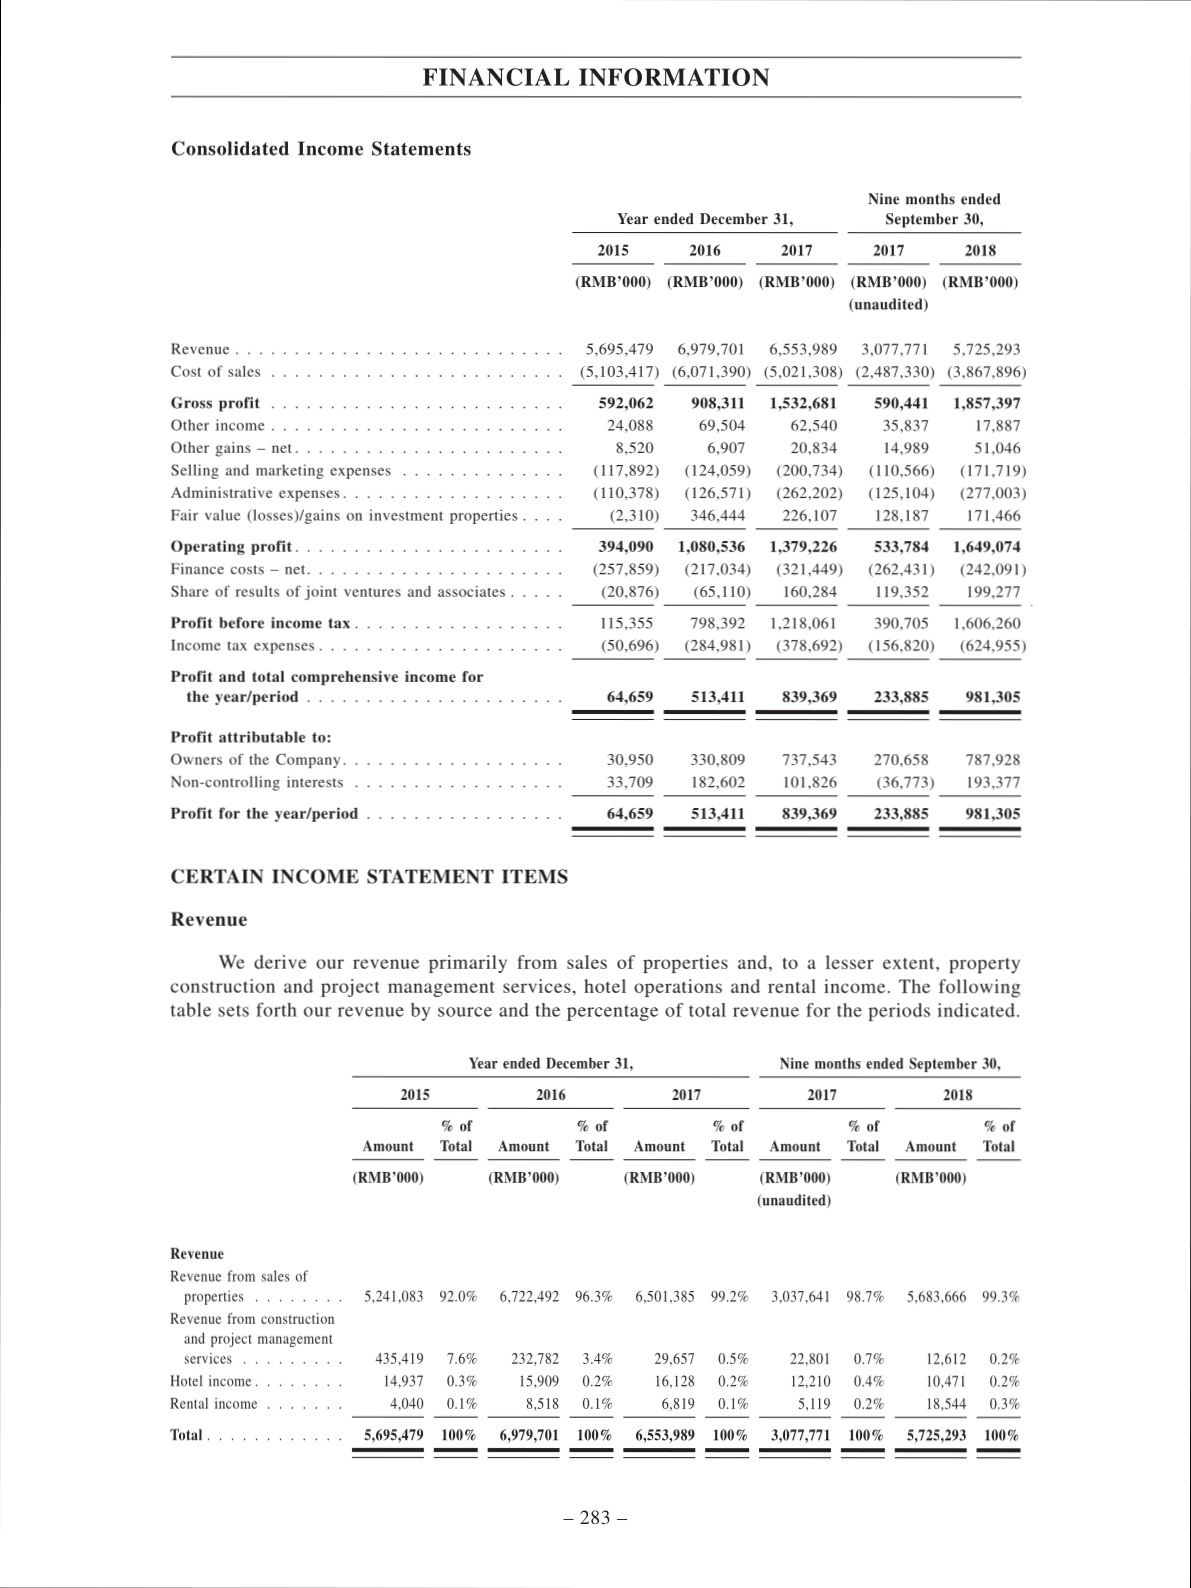 FINANCIAL INFORMATION
Consolidated Income Statements
Nine months ended
Year ended December 31, September 30,
2015 2016 2017 2017 2018
(RMB’000) (RMB’000) (RMB’000) (RMB’000) (RMB’000)
(unaudited)
Revenue . . . . . . . . . . . . . . . . . . . . . . . . . . . . 5,695,479 6,979,701 6,553,989 3,077,771 5,725,293
Cost of sales . . . . . . . . . . . . . . . . . . . . . . . . . (5,103,417) (6,071,390) (5,021,308) (2,487,330) (3,867,896)
Gross profit . . . . . . . . . . . . . . . . . . . . . . . . . 592,062 908,311 1,532,681 590,441 1,857,397
Other income . . . . . . . . . . . . . . . . . . . . . . . . . 24,088 69,504 62,540 35,837 17,887
Other gains – net. . . . . . . . . . . . . . . . . . . . . . . 8,520 6,907 20,834 14,989 51,046
Selling and marketing expenses . . . . . . . . . . . . . . (117,892) (124,059) (200,734) (110,566) (171,719)
Administrative expenses. . . . . . . . . . . . . . . . . . . (110,378) (126,571) (262,202) (125,104) (277,003)
Fair value (losses)/gains on investment properties . . . . (2,310) 346,444 226,107 128,187 171,466
Operating profit. . . . . . . . . . . . . . . . . . . . . . . 394,090 1,080,536 1,379,226 533,784 1,649,074
Finance costs – net. . . . . . . . . . . . . . . . . . . . . . (257,859) (217,034) (321,449) (262,431) (242,091)
Share of results of joint ventures and associates . . . . . (20,876) (65,110) 160,284 119,352 199,277
Profit before income tax . . . . . . . . . . . . . . . . . . 115,355 798,392 1,218,061 390,705 1,606,260
Income tax expenses . . . . . . . . . . . . . . . . . . . . . (50,696) (284,981) (378,692) (156,820) (624,955)
Profit and total comprehensive income for
the year/period . . . . . . . . . . . . . . . . . . . . . . 64,659 513,411 839,369 233,885 981,305
Profit attributable to:
Owners of the Company. . . . . . . . . . . . . . . . . . . 30,950 330,809 737,543 270,658 787,928
Non-controlling interests . . . . . . . . . . . . . . . . . . 33,709 182,602 101,826 (36,773) 193,377
Profit for the year/period . . . . . . . . . . . . . . . . . 64,659 513,411 839,369 233,885 981,305
CERTAIN INCOME STATEMENT ITEMS
Revenue
We derive our revenue primarily from sales of properties and, to a lesser extent, property
construction and project management services, hotel operations and rental income. The following
table sets forth our revenue by source and the percentage of total revenue for the periods indicated.
Year ended December 31, Nine months ended September 30,
2015 2016 2017 2017 2018
% of % of % of % of % of
Amount Total Amount Total Amount Total Amount Total Amount Total
(RMB’000) (RMB’000) (RMB’000) (RMB’000) (RMB’000)
(unaudited)
Revenue
Revenue from sales of
properties . . . . . . . . 5,241,083 92.0% 6,722,492 96.3% 6,501,385 99.2% 3,037,641 98.7% 5,683,666 99.3%
Revenue from construction
and project management
services . . . . . . . . . 435,419 7.6% 232,782 3.4% 29,657 0.5% 22,801 0.7% 12,612 0.2%
Hotel income . . . . . . . . 14,937 0.3% 15,909 0.2% 16,128 0.2% 12,210 0.4% 10,471 0.2%
Rental income . . . . . . . 4,040 0.1% 8,518 0.1% 6,819 0.1% 5,119 0.2% 18,544 0.3%
Total . . . . . . . . . . . . 5,695,479 100% 6,979,701 100% 6,553,989 100% 3,077,771 100% 5,725,293 100%
– 283 –